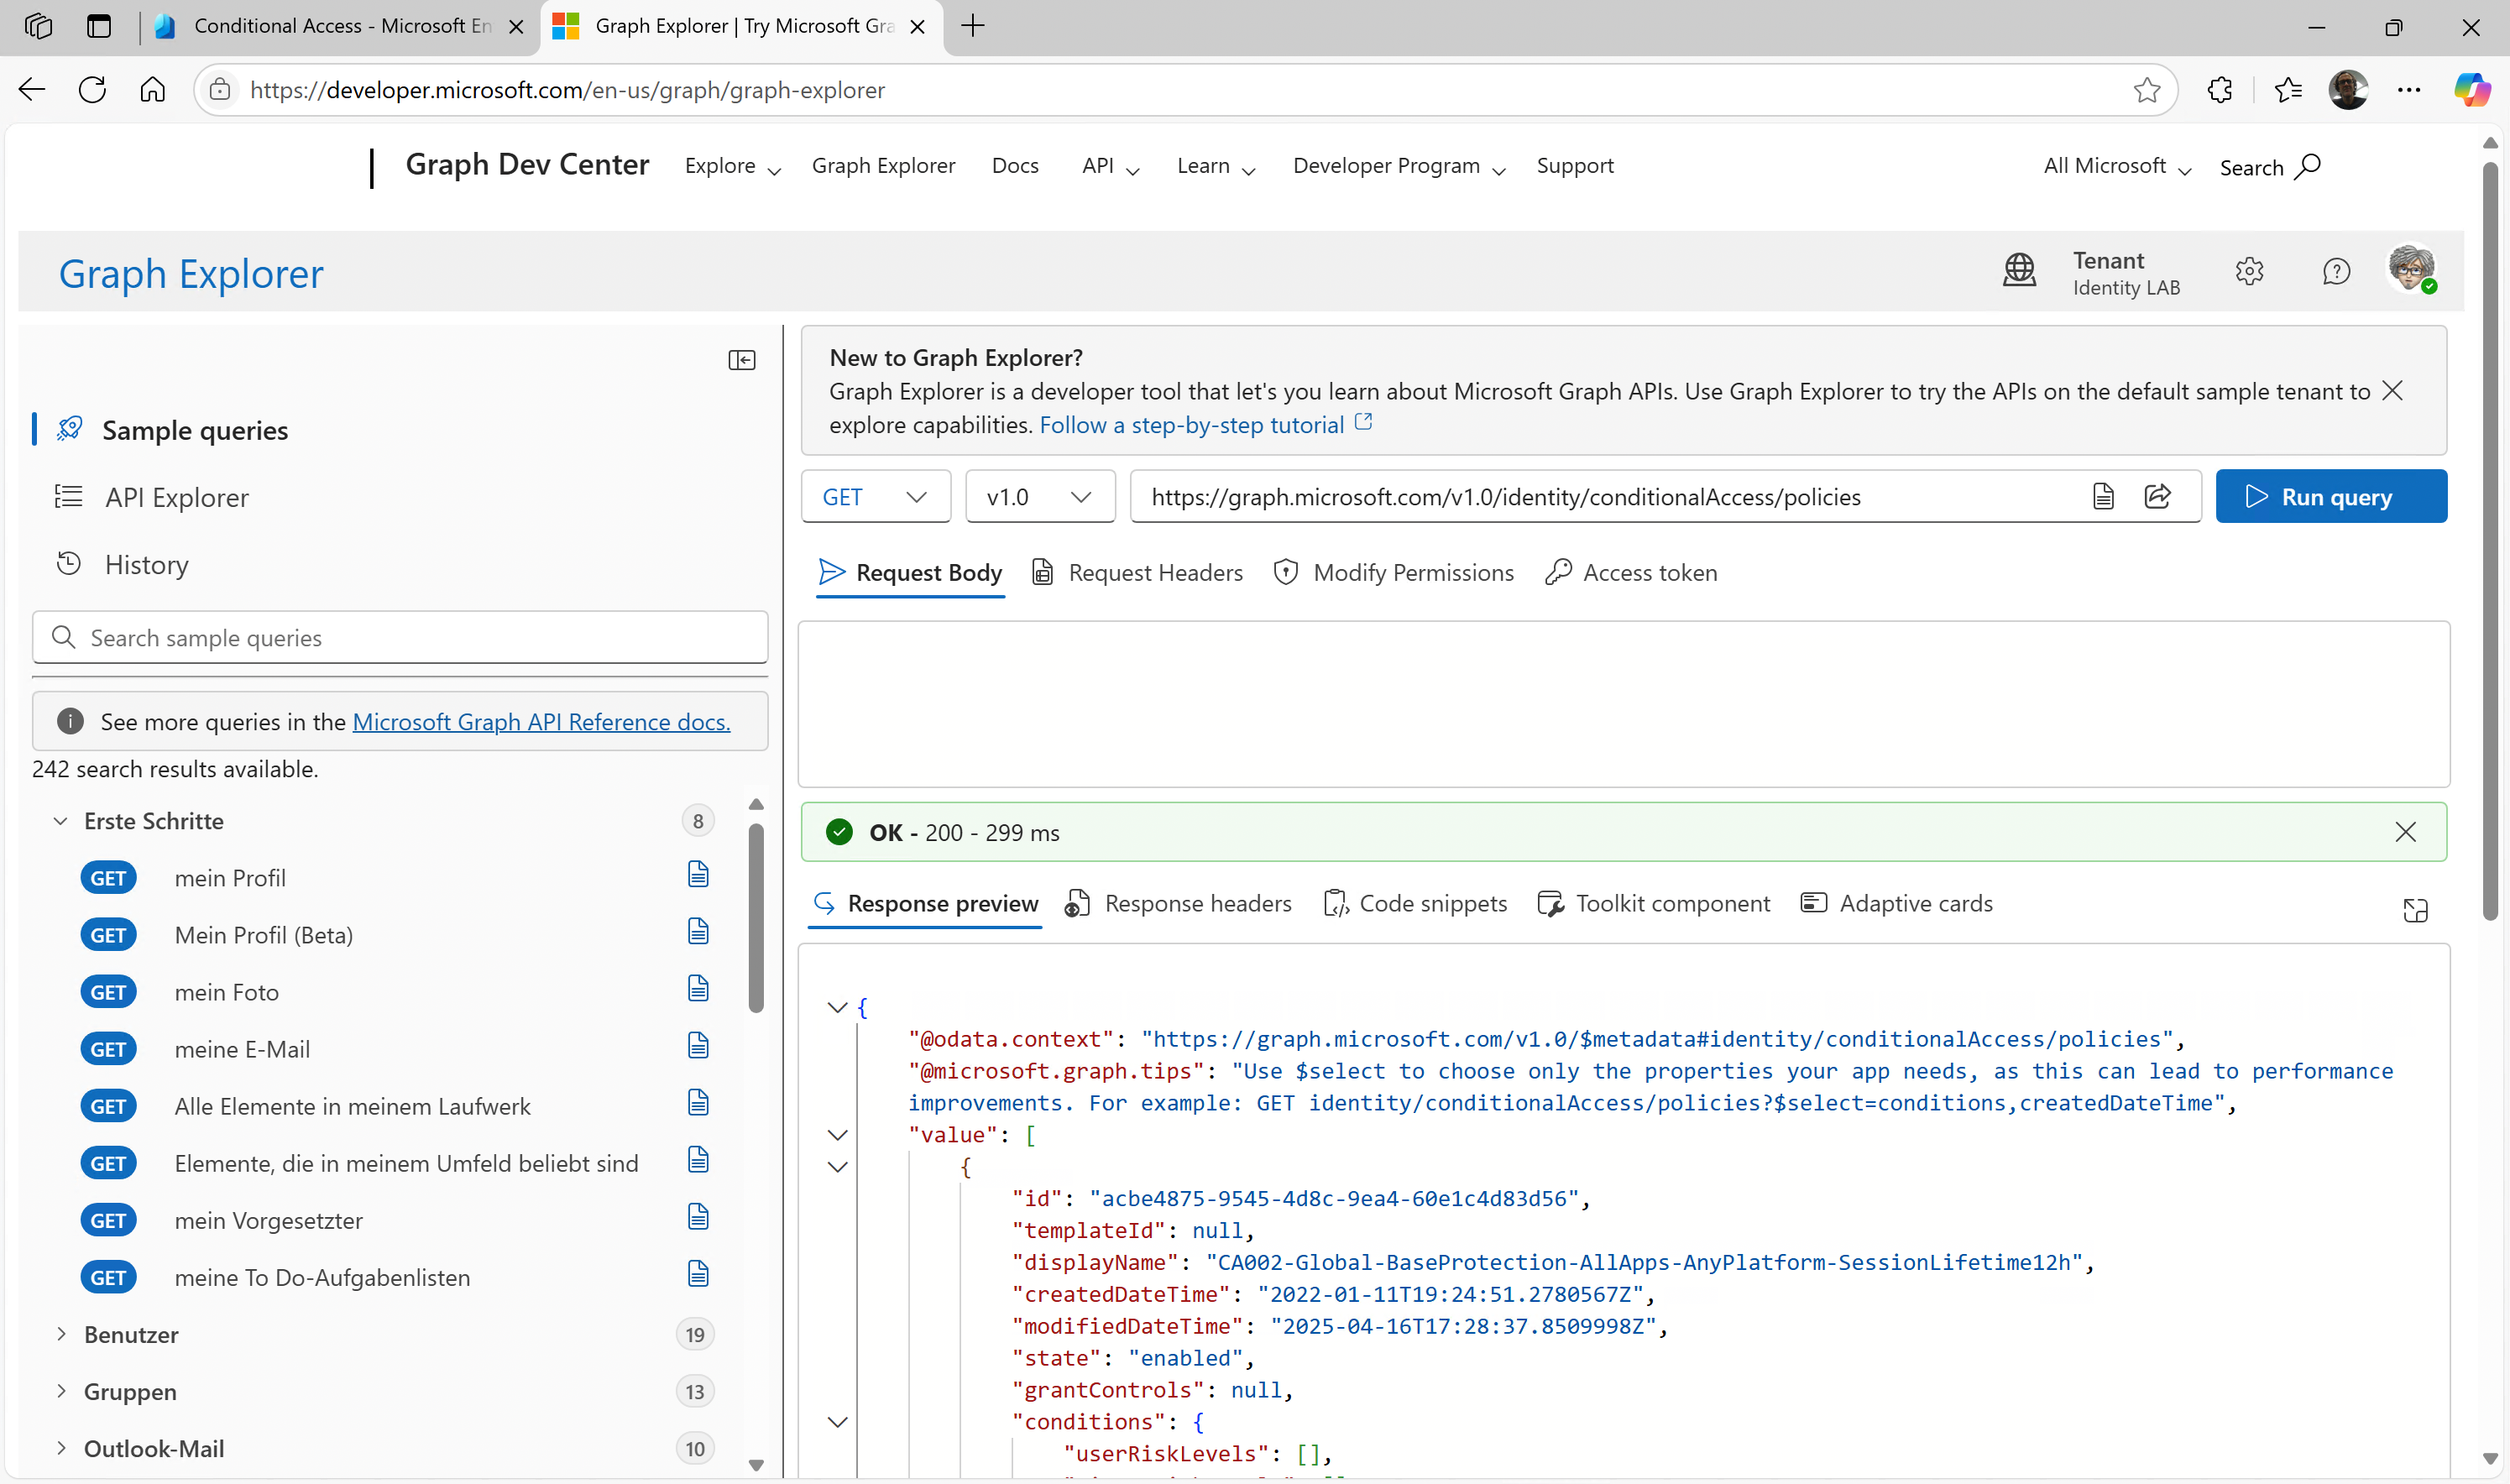 Conditional Access - Microsoft En
Graph Explorer | Try Microsoft Gra
https://developer.microsoft.com/en-us/graph/graph-explorer
Graph Dev Center
Explore
Graph Explorer
Docs
API
Learn
Developer Program
Support
All Microsoft
Search
Graph Explorer
Tenant
Identity LAB
Sample queries
API Explorer
History
Search sample queries
See more queries in the Microsoft Graph API Reference docs.
242 search results available.
Erste Schritte 8
GET mein Profil
GET Mein Profil (Beta)
GET mein Foto
GET meine E-Mail
GET Alle Elemente in meinem Laufwerk
GET Elemente, die in meinem Umfeld beliebt sind
GET mein Vorgesetzter
GET meine To Do-Aufgabenlisten
Benutzer 19
Gruppen 13
Outlook-Mail 10
New to Graph Explorer?
Graph Explorer is a developer tool that let's you learn about Microsoft Graph APIs. Use Graph Explorer to try the APIs on the default sample tenant to
explore capabilities. Follow a step-by-step tutorial
GET
v1.0
https://graph.microsoft.com/v1.0/identity/conditionalAccess/policies
Run query
Request Body
Request Headers
Modify Permissions
Access token
OK - 200 - 299 ms
Response preview
Response headers
Code snippets
Toolkit component
Adaptive cards
{
"@odata.context": "https://graph.microsoft.com/v1.0/$metadata#identity/conditionalAccess/policies",
"@microsoft.graph.tips": "Use $select to choose only the properties your app needs, as this can lead to performance
improvements. For example: GET identity/conditionalAccess/policies?$select=conditions,createdDateTime",
"value": [
{
"id": "acbe4875-9545-4d8c-9ea4-60e1c4d83d56",
"templateId": null,
"displayName": "CA002-Global-BaseProtection-AllApps-AnyPlatform-SessionLifetime12h",
"createdDateTime": "2022-01-11T19:24:51.2780567Z",
"modifiedDateTime": "2025-04-16T17:28:37.8509998Z",
"state": "enabled",
"grantControls": null,
"conditions": {
"userRiskLevels": [],